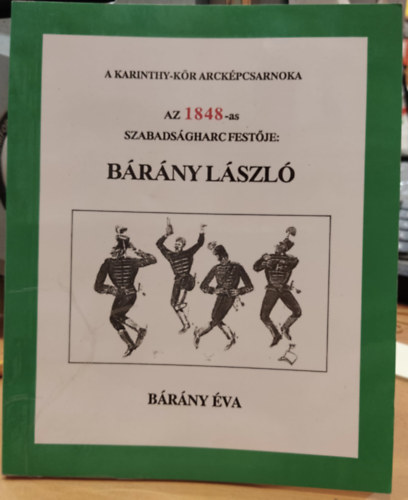 A KARINTHY-KÖR ARCKÉPCSARNOKA
AZ 1848-as
SZABADSÁGHARC FESTŐJE:
BÁRÁNY LÁSZLÓ
BÁRÁNY ÉVA